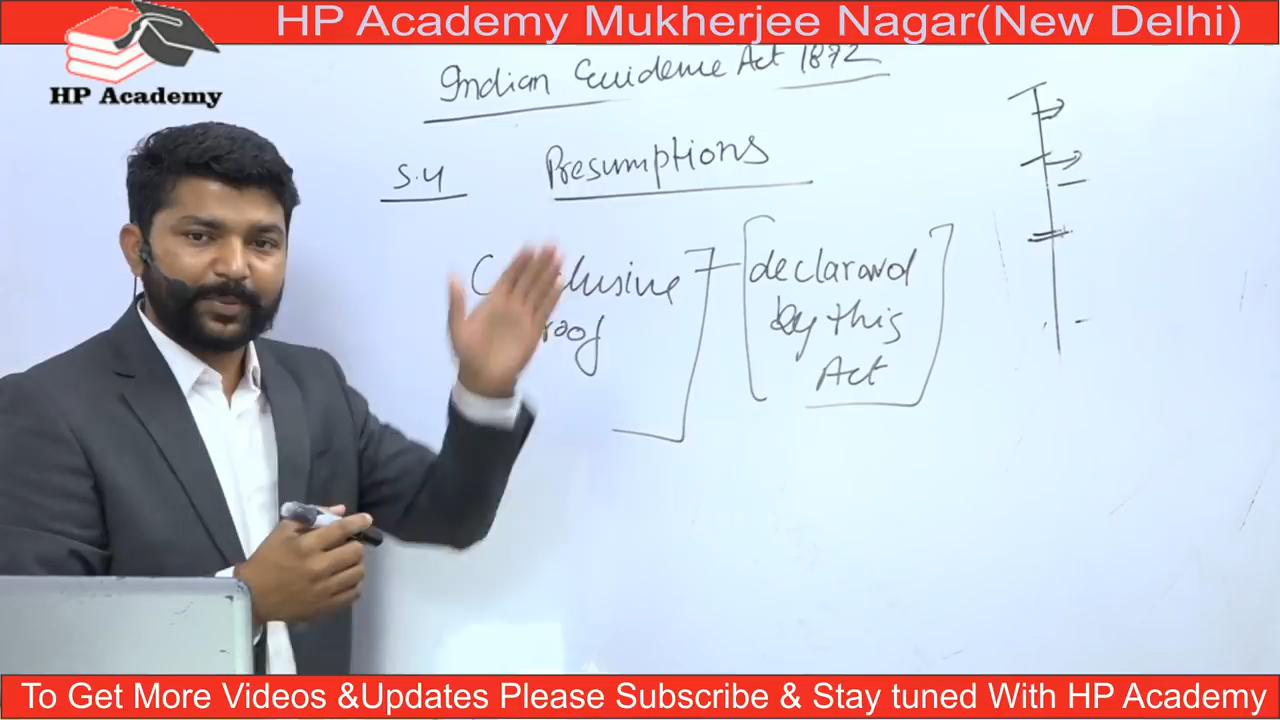 HP Academy Mukherjee Nagar(New Delhi)
HP Academy
Indian Evidence Act 1872
S.4 Presumptions
declared
by this
Act
To Get More Videos &Updates Please Subscribe & Stay tuned With HP Academy